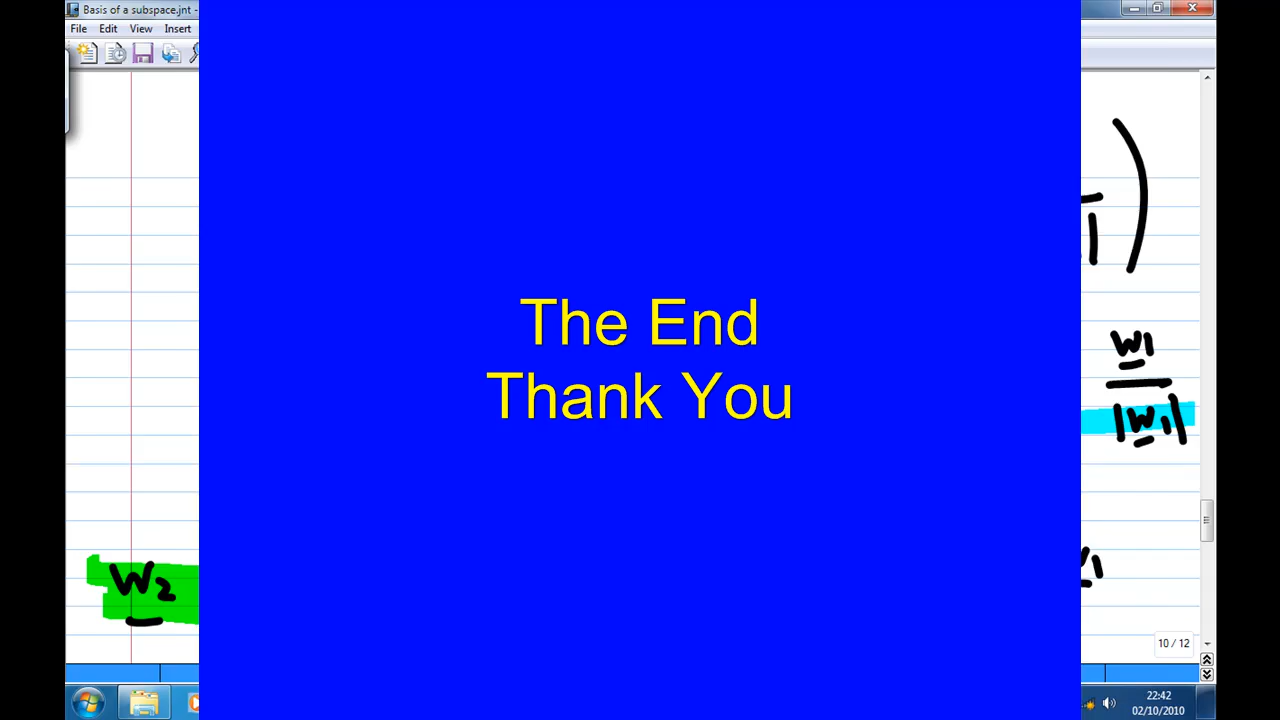 Basis of a subspace.jnt -
File Edit View Insert
The End
Thank You
w1
|w1|
w2
10 / 12
22:42
02/10/2010